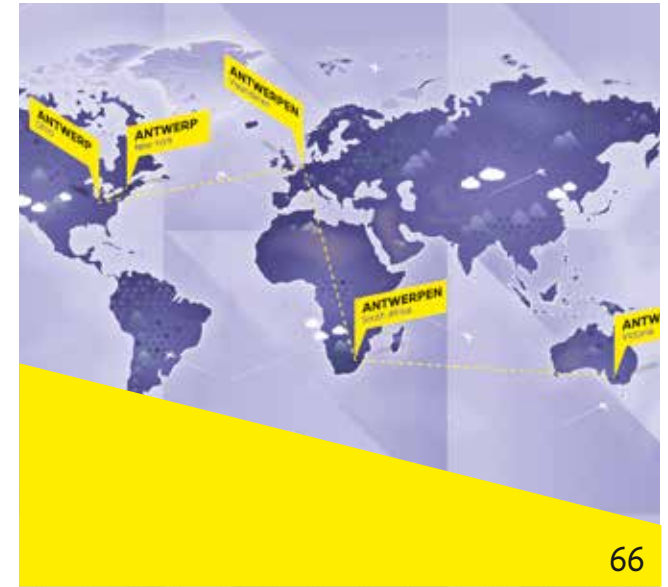 ANTWERPEN
Vlaanderen
ANTWERP
Ohio
ANTWERP
New York
ANTWERPEN
South Africa
ANTW
Victoria
66